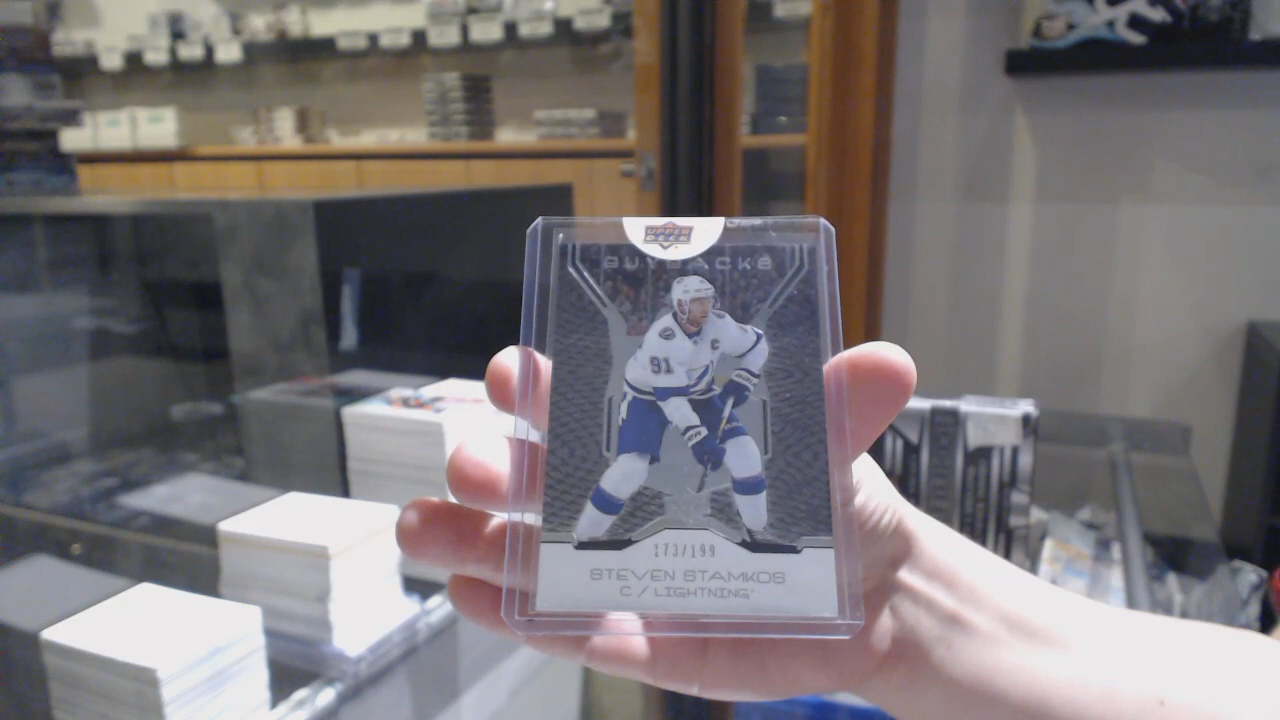 UPPER
DECK
BUYBACKS
91
C
173/199
STEVEN STAMKOS
C / LIGHTNING